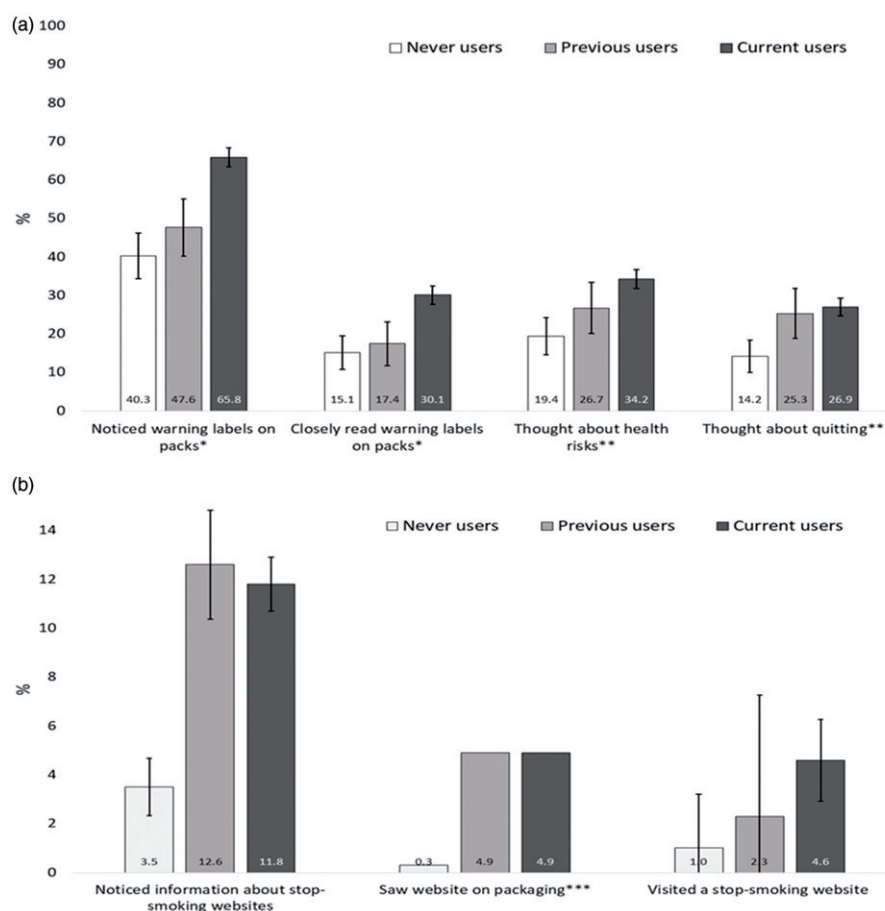 (a)
100
90
80
70
60
50
40
30
20
10
0
%
Never users Previous users Current users
40.3 47.6 65.8 15.1 17.4 30.1 19.4 26.7 34.2 14.2 25.3 26.9
Noticed warning labels on packs* Closely read warning labels on packs* Thought about health risks** Thought about quitting**
(b)
14
12
10
8
6
4
2
0
%
Never users Previous users Current users
3.5 12.6 11.8 0.3 4.9 4.9 1.0 2.3 4.6
Noticed information about stop-smoking websites Saw website on packaging*** Visited a stop-smoking website